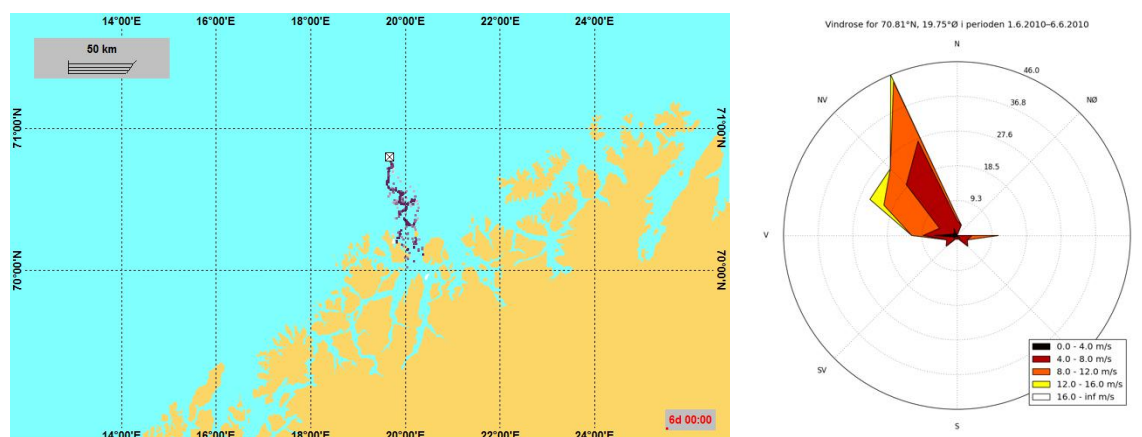 14°00'E 16°00'E 18°00'E 20°00'E 22°00'E 24°00'E
50 km
71°00'N 71°00'N
70°00'N 70°00'N
6d 00:00
14°00'E 16°00'E 18°00'E 20°00'E 22°00'E 24°00'E
Vindrose for 70.81°N, 19.75°Ø i perioden 1.6.2010–6.6.2010
N
46.0
NV NØ
36.8
27.6
18.5
9.3
V
SV
S
0.0 - 4.0 m/s
4.0 - 8.0 m/s
8.0 - 12.0 m/s
12.0 - 16.0 m/s
16.0 - inf m/s